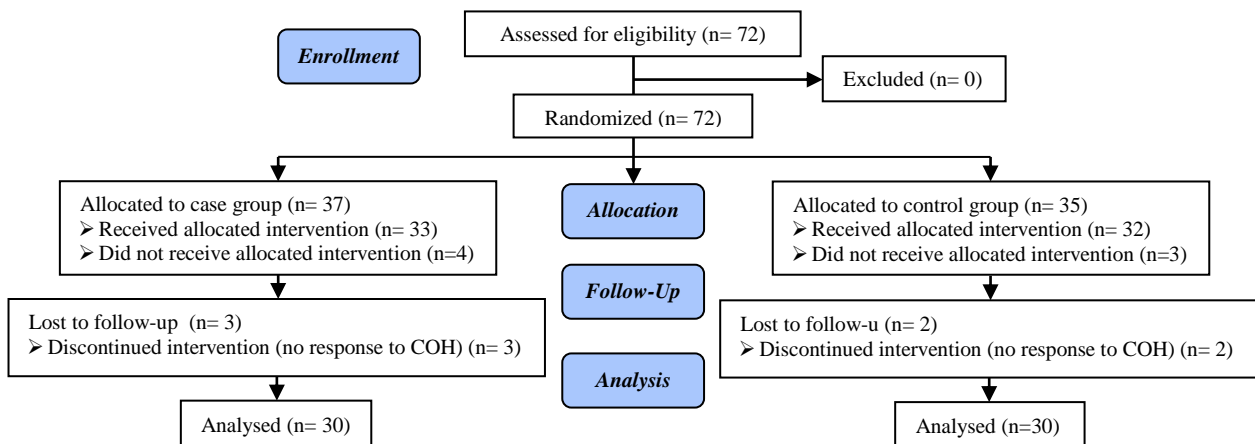 Assessed for eligibility (n= 72)
Enrollment
Excluded (n= 0)
Randomized (n= 72)
Allocated to case group (n= 37)
➢ Received allocated intervention (n= 33)
➢ Did not receive allocated intervention (n=4)
Allocation
Allocated to control group (n= 35)
➢ Received allocated intervention (n= 32)
➢ Did not receive allocated intervention (n=3)
Follow-Up
Lost to follow-up (n= 3)
➢ Discontinued intervention (no response to COH) (n= 3)
Lost to follow-u (n= 2)
➢ Discontinued intervention (no response to COH) (n= 2)
Analysis
Analysed (n= 30)
Analysed (n=30)